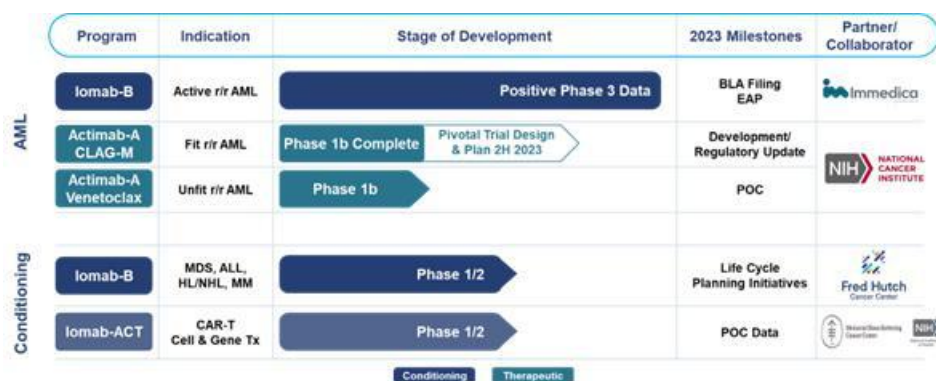 Program
Indication
Stage of Development
2023 Milestones
Partner/
Collaborator
AML
Iomab-B
Active r/r AML
Positive Phase 3 Data
BLA Filing
EAP
immedica
Actimab-A
CLAG-M
Fit r/r AML
Phase 1b Complete
Pivotal Trial Design
& Plan 2H 2023
Development/
Regulatory Update
NIH
NATIONAL
CANCER
INSTITUTE
Actimab-A
Venetoclax
Unfit r/r AML
Phase 1b
POC
Conditioning
Iomab-B
MDS, ALL,
HL/NHL, MM
Phase 1/2
Life Cycle
Planning Initiatives
Fred Hutch
Cancer Center
Iomab-ACT
CAR-T
Cell & Gene Tx
Phase 1/2
POC Data
NIH
Conditioning
Therapeutic